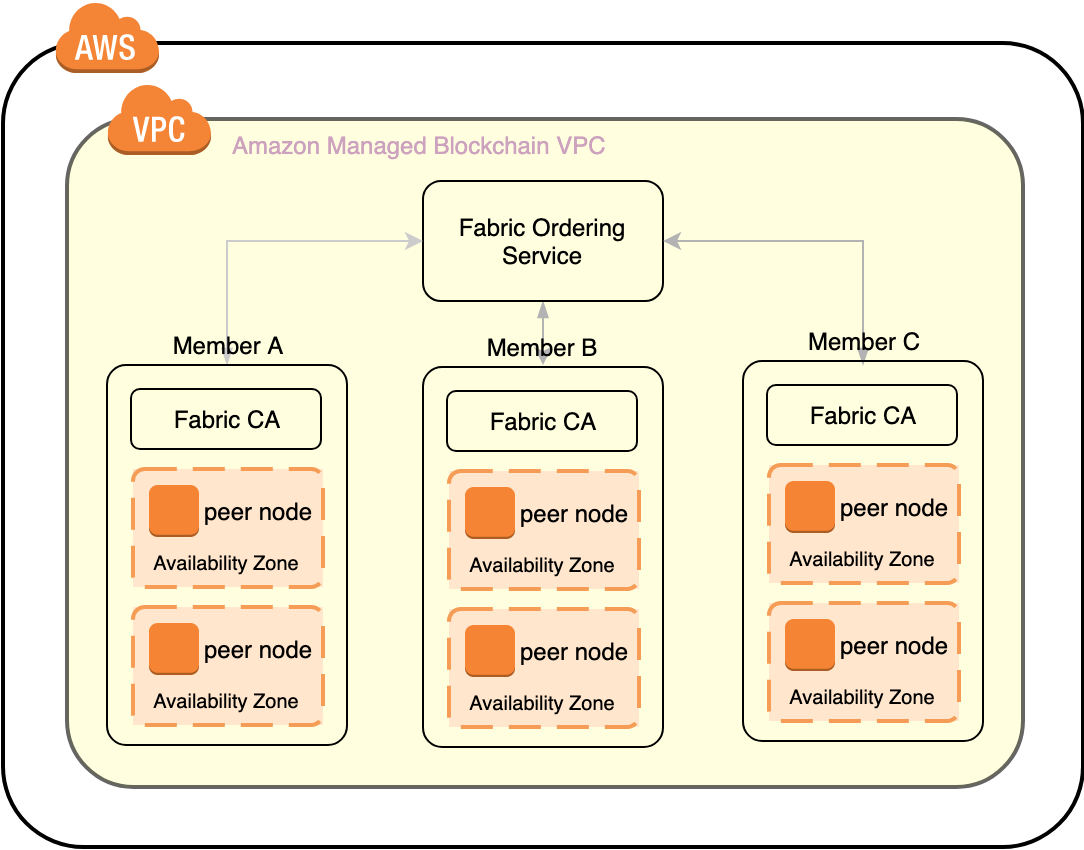 AWS
VPC
Amazon Managed Blockchain VPC
Fabric Ordering
Service
Member A
Member B
Member C
Fabric CA
Fabric CA
Fabric CA
peer node
Availability Zone
peer node
Availability Zone
peer node
Availability Zone
peer node
Availability Zone
peer node
Availability Zone
peer node
Availability Zone